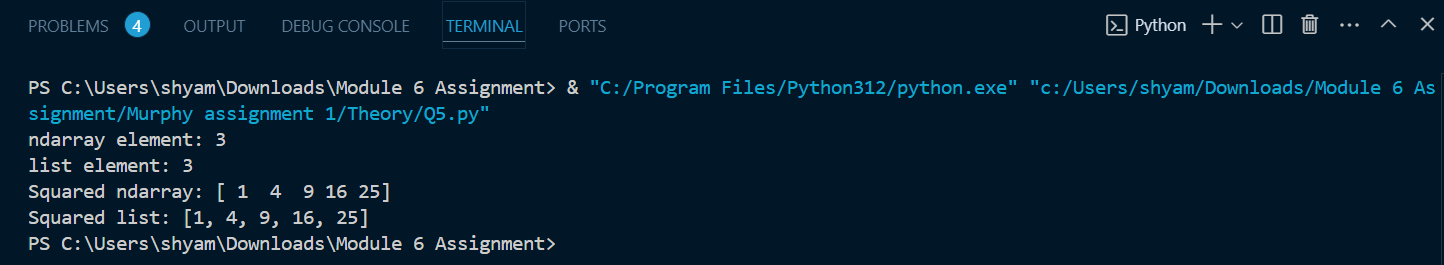 PROBLEMS 4 OUTPUT DEBUG CONSOLE TERMINAL PORTS Python
PS C:\Users\shyam\Downloads\Module 6 Assignment> & "C:/Program Files/Python312/python.exe" "c:/Users/shyam/Downloads/Module 6 As
signment/Murphy assignment 1/Theory/Q5.py"
ndarray element: 3
list element: 3
Squared ndarray: [ 1  4  9 16 25]
Squared list: [1, 4, 9, 16, 25]
PS C:\Users\shyam\Downloads\Module 6 Assignment>